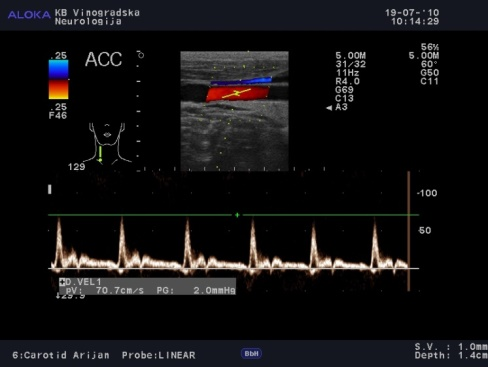 ALOKA KB Vinogradska
Neurologija
19-07-'10
10:14:29
.25
.25
F46
ACC
5.00M
31/32
11Hz
R4.0
G69
C13
A3
56%
5.00M
60°
G50
C11
129
-100
50
D.VEL1
pV: 70.7cm/s PG: 2.0mmHg
6:Carotid Arijan Probe:LINEAR
BbH
S.V. : 1.0mm
Depth: 1.4cm